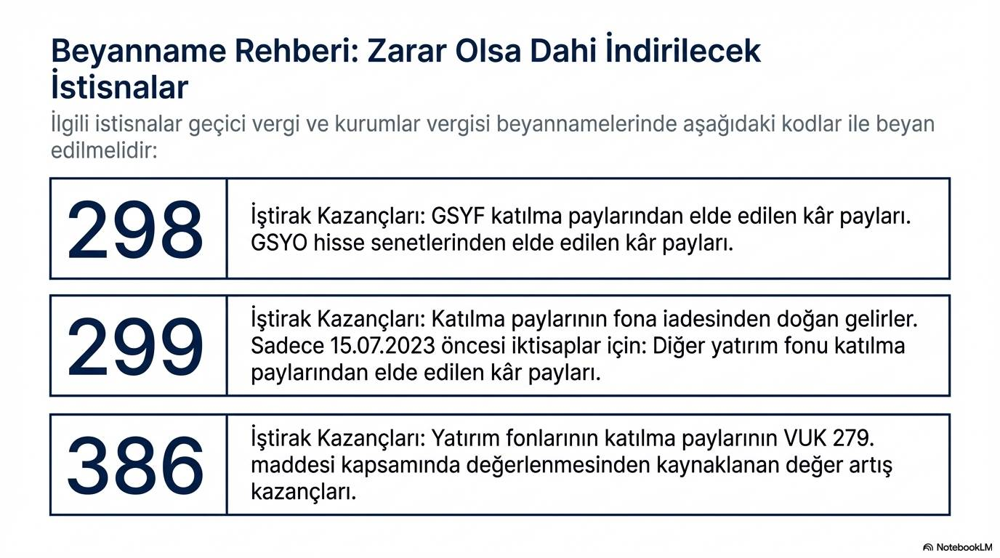 Beyanname Rehberi: Zarar Olsa Dahi İndirilecek
İstisnalar
İlgili istisnalar geçici vergi ve kurumlar vergisi beyannamelerinde aşağıdaki kodlar ile beyan
edilmelidir:
298
İştirak Kazançları: GSYF katılma paylarından elde edilen kâr payları.
GSYO hisse senetlerinden elde edilen kâr payları.
299
İştirak Kazançları: Katılma paylarının fona iadesinden doğan gelirler.
Sadece 15.07.2023 öncesi iktisaplar için: Diğer yatırım fonu katılma
paylarından elde edilen kâr payları.
386
İştirak Kazançları: Yatırım fonlarının katılma paylarının VUK 279.
maddesi kapsamında değerlenmesinden kaynaklanan değer artış
kazançları.
NotebookLM